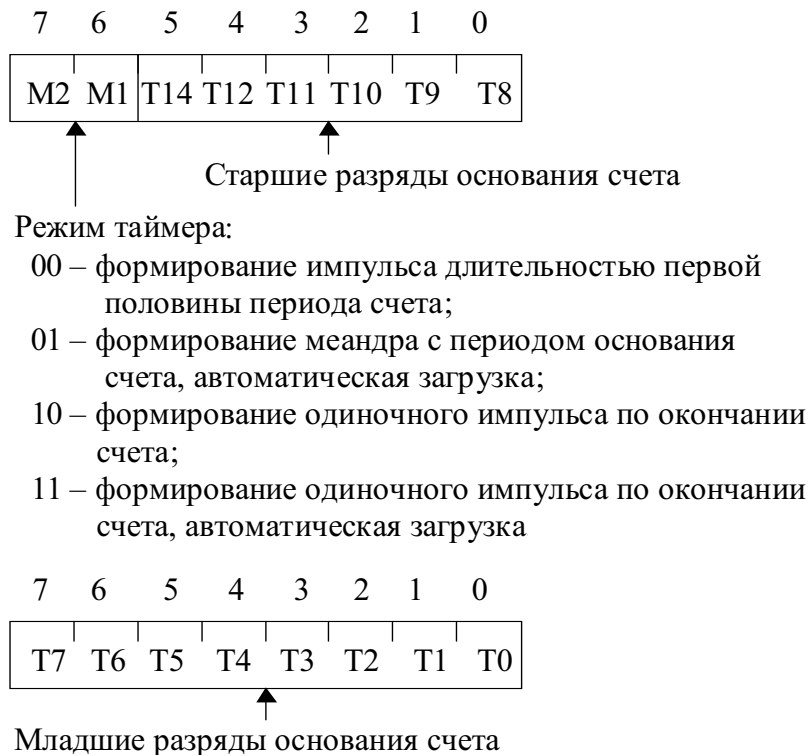 7 6 5 4 3 2 1 0
M2 M1 T14 T12 T11 T10 T9 T8
Старшие разряды основания счета
Режим таймера:
00 – формирование импульса длительностью первой
половины периода счета;
01 – формирование меандра с периодом основания
счета, автоматическая загрузка;
10 – формирование одиночного импульса по окончании
счета;
11 – формирование одиночного импульса по окончании
счета, автоматическая загрузка
7 6 5 4 3 2 1 0
T7 T6 T5 T4 T3 T2 T1 T0
Младшие разряды основания счета